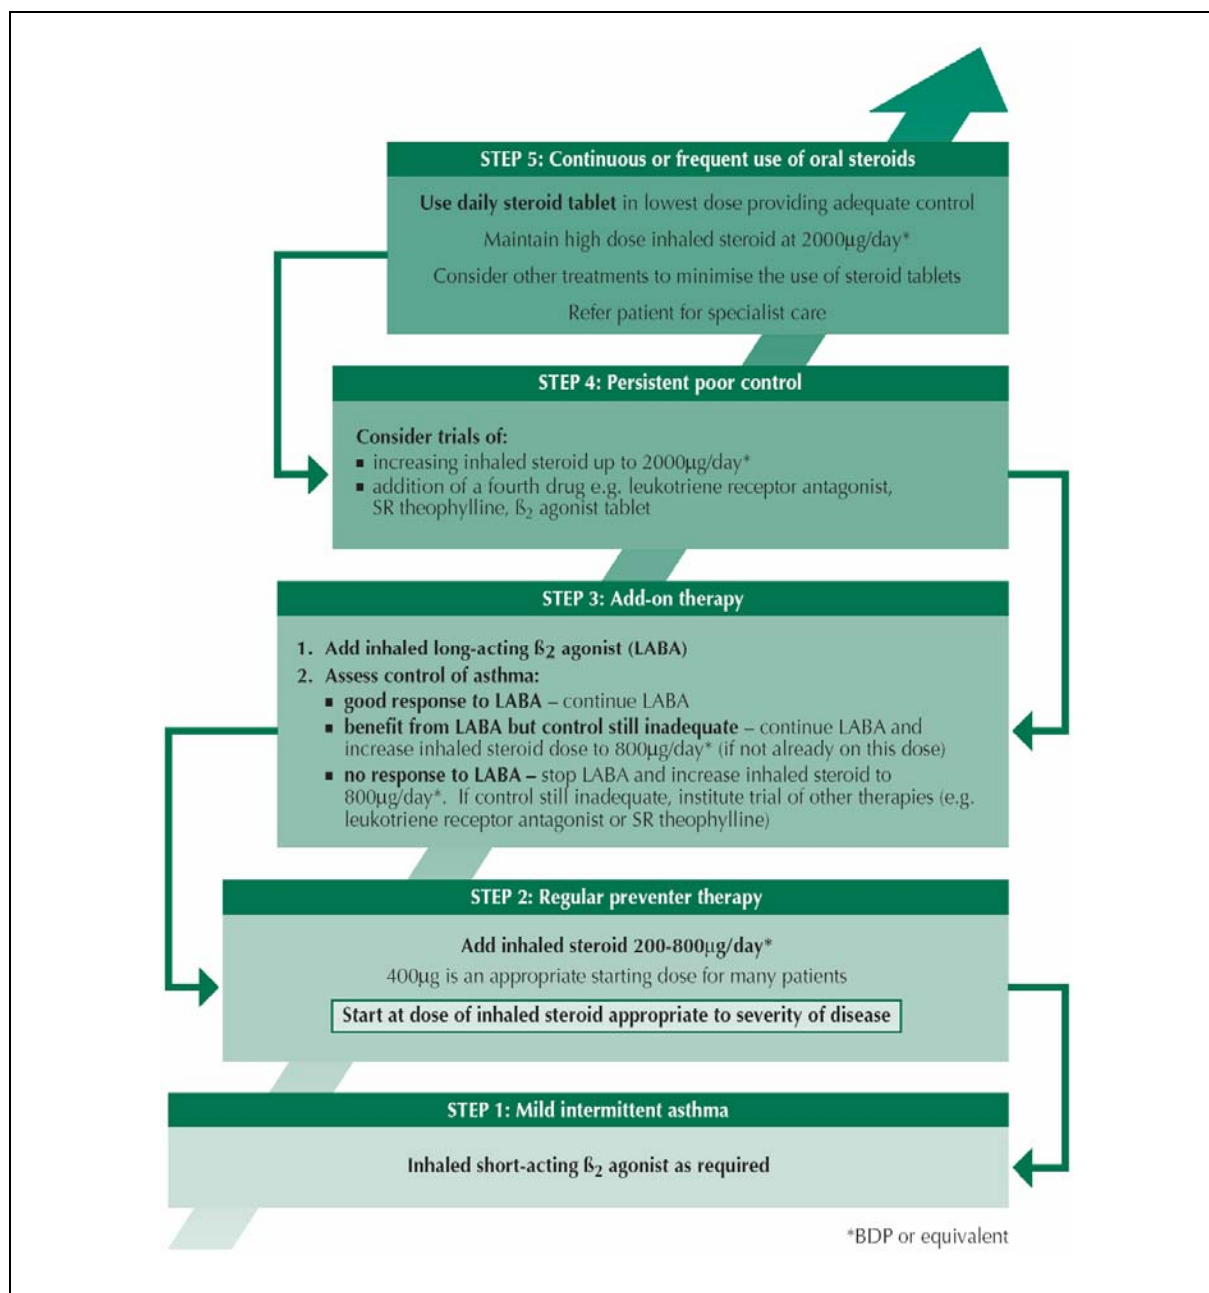 STEP 5: Continuous or frequent use of oral steroids
Use daily steroid tablet in lowest dose providing adequate control
Maintain high dose inhaled steroid at 2000µg/day*
Consider other treatments to minimise the use of steroid tablets
Refer patient for specialist care
STEP 4: Persistent poor control
Consider trials of:
▪ increasing inhaled steroid up to 2000µg/day*
▪ addition of a fourth drug e.g. leukotriene receptor antagonist,
SR theophylline, ß₂ agonist tablet
STEP 3: Add-on therapy
1. Add inhaled long-acting ß₂ agonist (LABA)
2. Assess control of asthma:
▪ good response to LABA – continue LABA
▪ benefit from LABA but control still inadequate – continue LABA and
increase inhaled steroid dose to 800µg/day* (if not already on this dose)
▪ no response to LABA – stop LABA and increase inhaled steroid to
800µg/day*. If control still inadequate, institute trial of other therapies (e.g.
leukotriene receptor antagonist or SR theophylline)
STEP 2: Regular preventer therapy
Add inhaled steroid 200-800µg/day*
400µg is an appropriate starting dose for many patients
Start at dose of inhaled steroid appropriate to severity of disease
STEP 1: Mild intermittent asthma
Inhaled short-acting ß₂ agonist as required
*BDP or equivalent